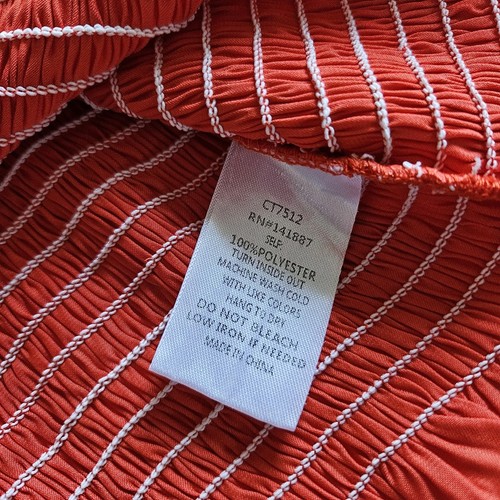 CT7512
RN#141887
SELF:
100%POLYESTER
TURN INSIDE OUT
MACHINE WASH COLD
WITH LIKE COLORS
HANG TO DPY
DO NOT BLEACH
LOW IRON IF NEEDED
MADE IN CHINA